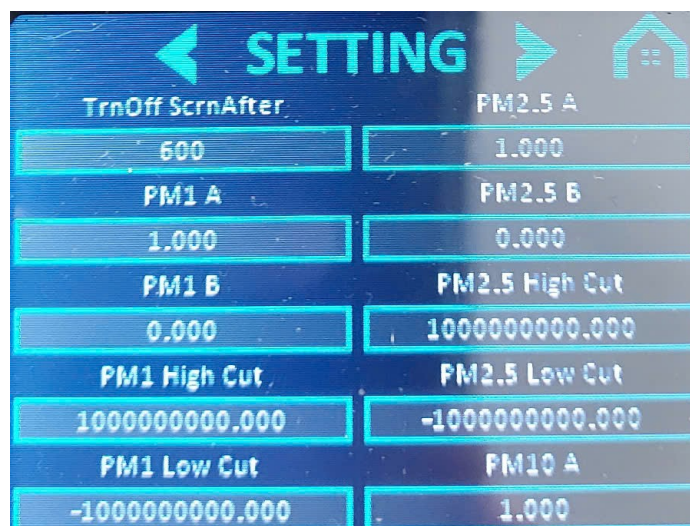 SETTING
TrnOff ScrnAfter
600
PM1 A
1.000
PM1 B
0.000
PM1 High Cut
1000000000.000
PM1 Low Cut
-1000000000.000
PM2.5 A
1.000
PM2.5 B
0.000
PM2.5 High Cut
1000000000.000
PM2.5 Low Cut
-1000000000.000
PM10 A
1.000